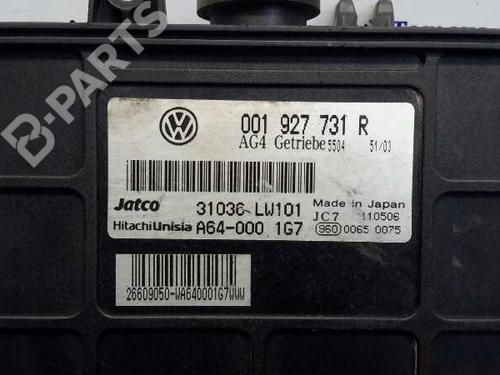 001 927 731 R
AG4 Getriebe 5504 51/03
Jatco 31036-LW101 Made in Japan
JC7 110506
HitachiUnisia A64-000 1G7 960 0065 0075
26609050-WA640001G7WWW